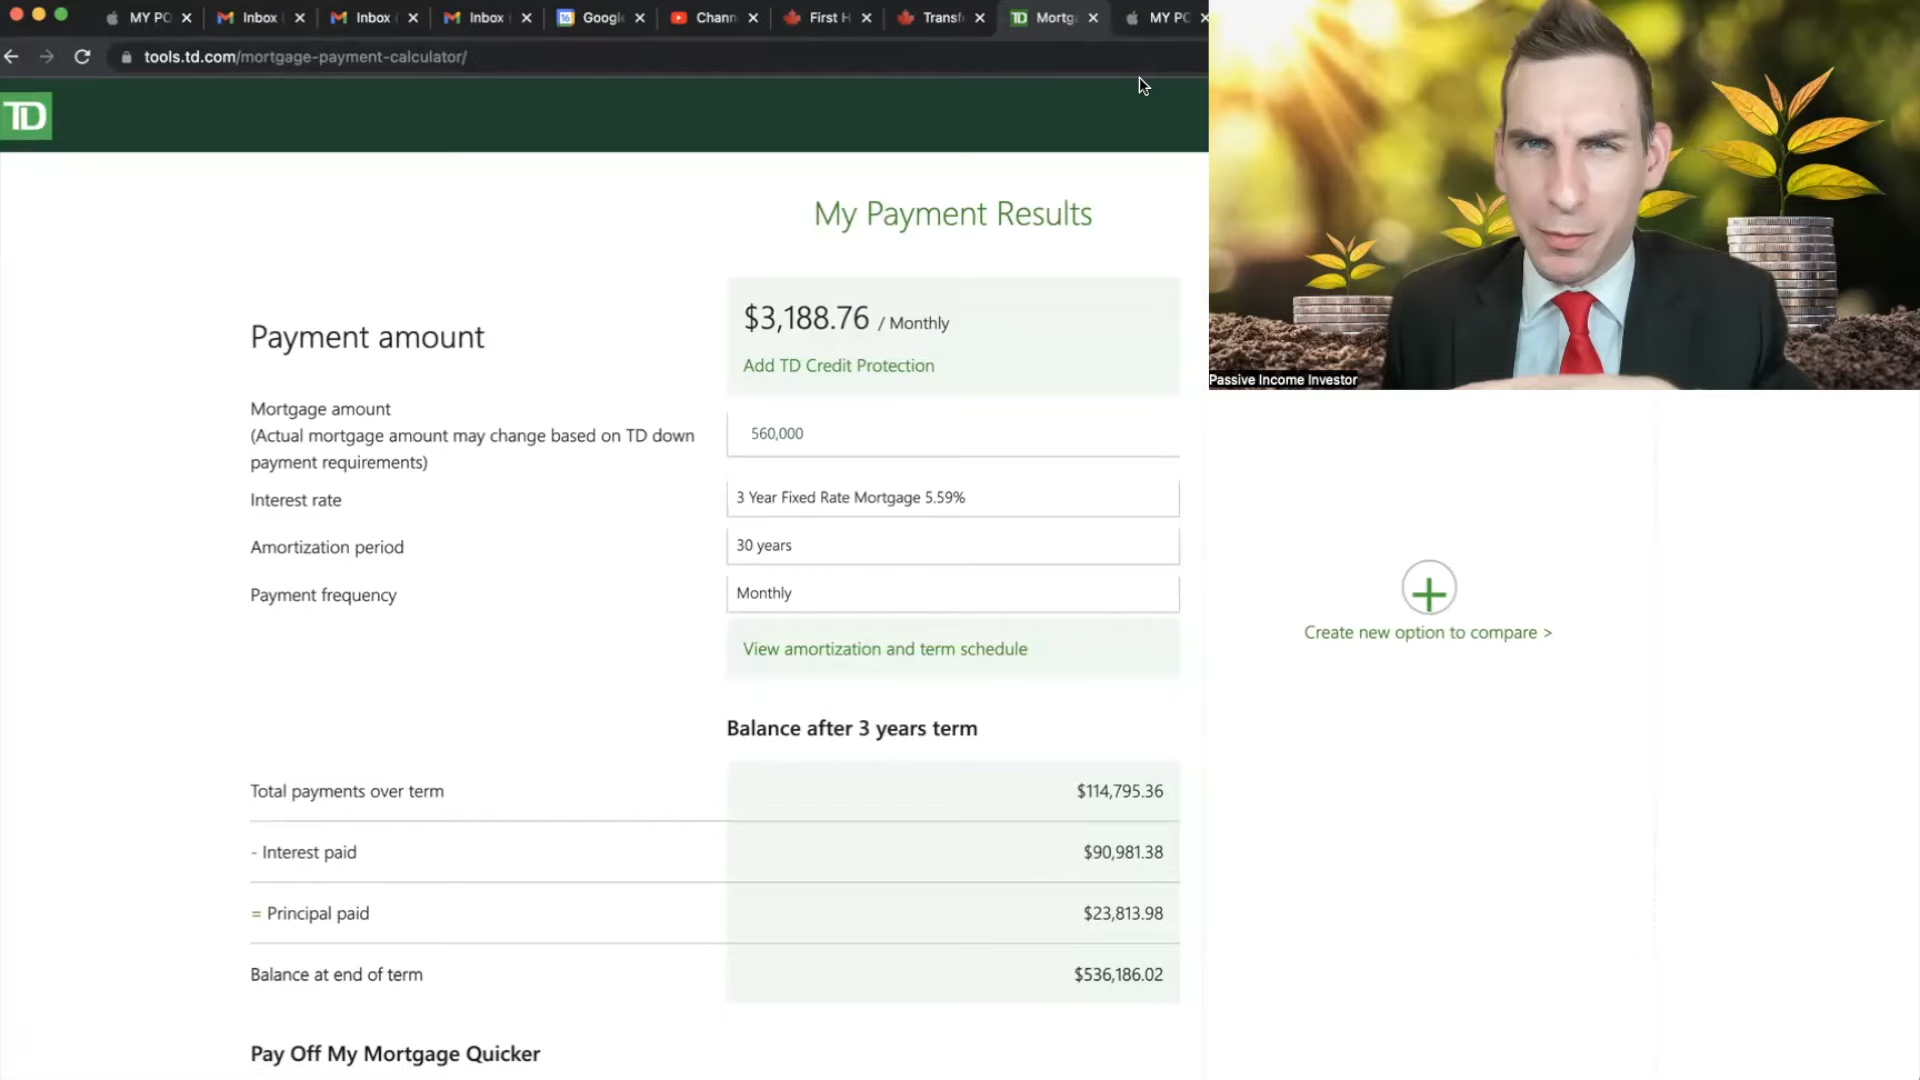 MY PC
Inbox
Inbox
Inbox
Google
Chann
First H
Transf
Mortg
MY PC
tools.td.com/mortgage-payment-calculator/
TD
My Payment Results
Payment amount
$3,188.76 / Monthly
Add TD Credit Protection
Mortgage amount
(Actual mortgage amount may change based on TD down
payment requirements)
560,000
Interest rate
3 Year Fixed Rate Mortgage 5.59%
Amortization period
30 years
Payment frequency
Monthly
View amortization and term schedule
Balance after 3 years term
Total payments over term
$114,795.36
- Interest paid
$90,981.38
= Principal paid
$23,813.98
Balance at end of term
$536,186.02
Pay Off My Mortgage Quicker
Passive Income Investor
Create new option to compare >